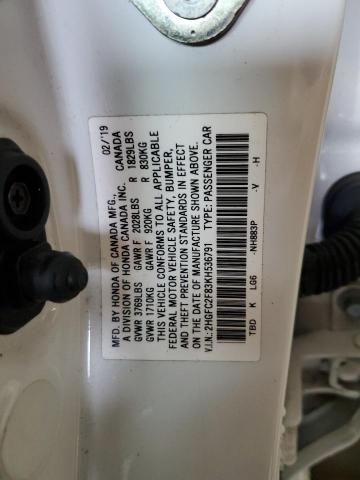 MFD. BY HONDA OF CANADA MFG., 02/19
A DIVISION OF HONDA CANADA INC. CANADA
GVWR 3769LBS GAWR F 2028LBS R 1829LBS
GVWR 1710KG GAWR F 920KG R 830KG
THIS VEHICLE CONFORMS TO ALL APPLICABLE
FEDERAL MOTOR VEHICLE SAFETY, BUMPER,
AND THEFT PREVENTION STANDARDS IN EFFECT
ON THE DATE OF MANUFACTURE SHOWN ABOVE.
V.I.N.: 2HGFC2F83KH536791 TYPE: PASSENGER CAR
TBD K LG6 -NH883P -V -H